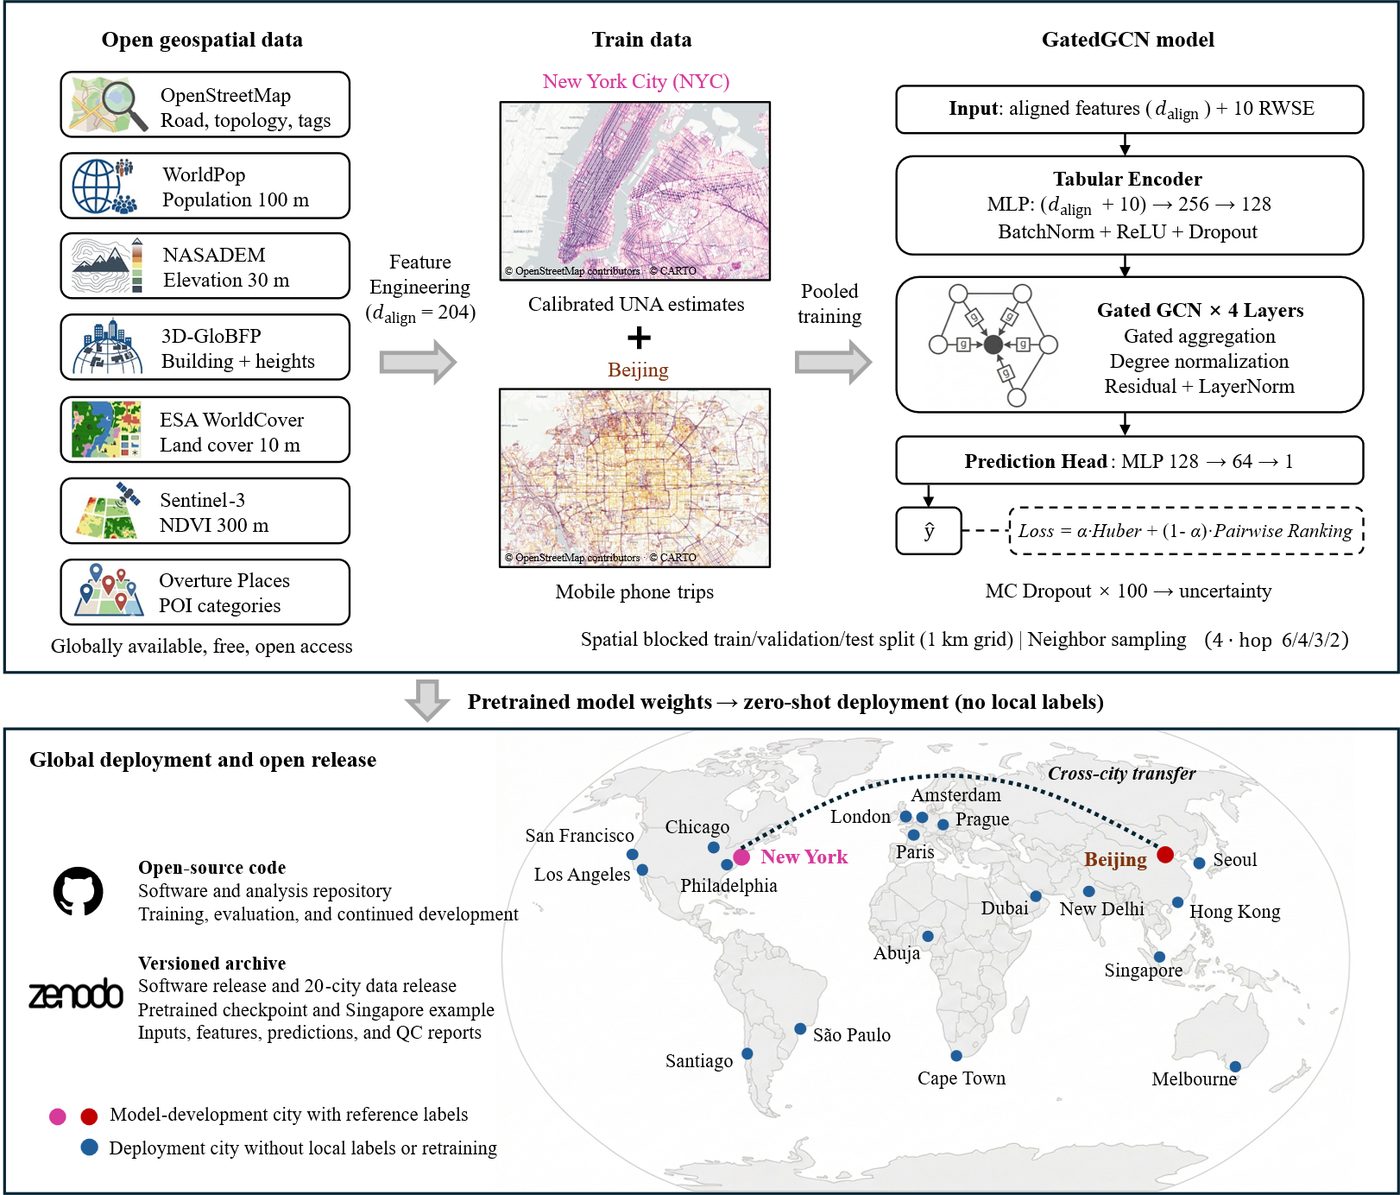 Open geospatial data
OpenStreetMap
Road, topology, tags
WorldPop
Population 100 m
NASADEM
Elevation 30 m
3D-GloBFP
Building + heights
ESA WorldCover
Land cover 10 m
Sentinel-3
NDVI 300 m
Overture Places
POI categories
Globally available, free, open access
Feature
Engineering
(d_align = 204)
Train data
New York City (NYC)
© OpenStreetMap contributors © CARTO
Calibrated UNA estimates
+
Beijing
© OpenStreetMap contributors © CARTO
Mobile phone trips
Pooled
training
GatedGCN model
Input: aligned features (d_align) + 10 RWSE
Tabular Encoder
MLP: (d_align + 10) → 256 → 128
BatchNorm + ReLU + Dropout
g
g
g
g
g
Gated GCN × 4 Layers
Gated aggregation
Degree normalization
Residual + LayerNorm
Prediction Head: MLP 128 → 64 → 1
ŷ
Loss = α·Huber + (1- α)·Pairwise Ranking
MC Dropout × 100 → uncertainty
Spatial blocked train/validation/test split (1 km grid) | Neighbor sampling (4 · hop 6/4/3/2)
Pretrained model weights → zero-shot deployment (no local labels)
Global deployment and open release
Open-source code
Software and analysis repository
Training, evaluation, and continued development
zenodo
Versioned archive
Software release and 20-city data release
Pretrained checkpoint and Singapore example
Inputs, features, predictions, and QC reports
Model-development city with reference labels
Deployment city without local labels or retraining
Cross-city transfer
San Francisco
Los Angeles
Chicago
New York
Philadelphia
London
Amsterdam
Prague
Paris
Beijing
Seoul
Dubai
New Delhi
Hong Kong
Abuja
Singapore
São Paulo
Santiago
Cape Town
Melbourne